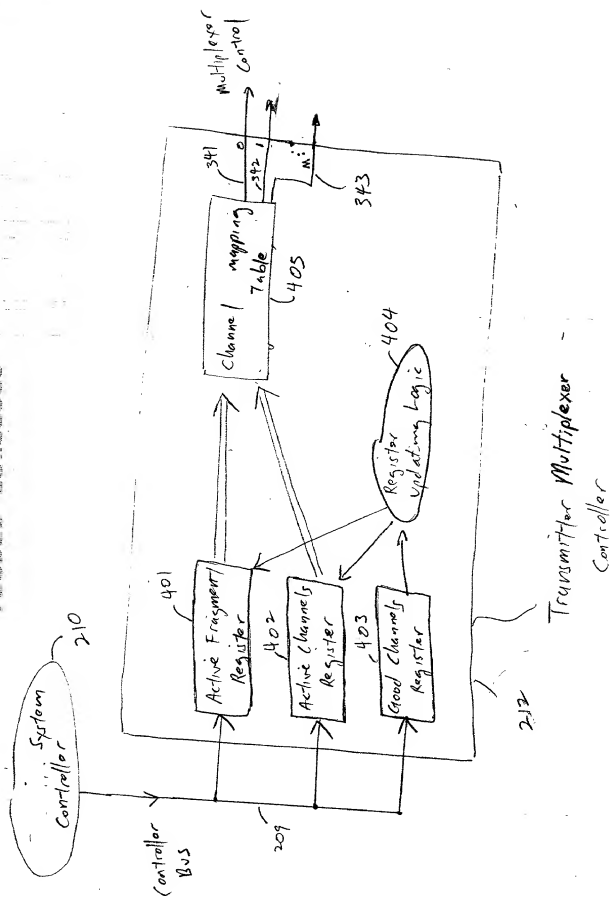 System
Controller
210
Controller
Bus
209
401
Active Fragment
Register
402
Active Channels
Register
403
Good Channels
Register
Register
Updating Logic
404
Channel mapping
Table
405
341
0
342
1
M
343
Multiplexer
Control
212
Transmitter Multiplexer
Controller